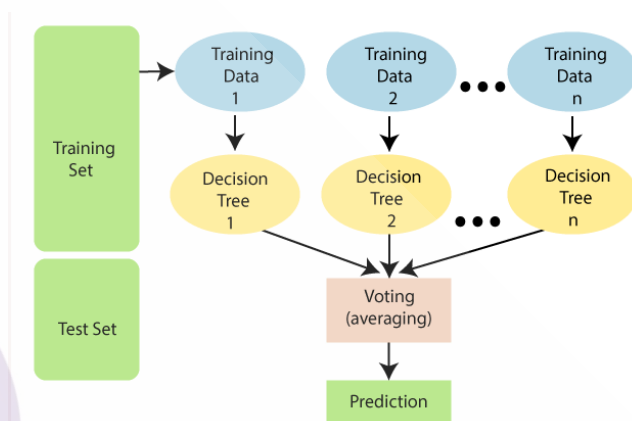 Training
Set
Training
Data
1
Training
Data
2
Training
Data
n
Decision
Tree
1
Decision
Tree
2
Decision
Tree
n
Test Set
Voting
(averaging)
Prediction